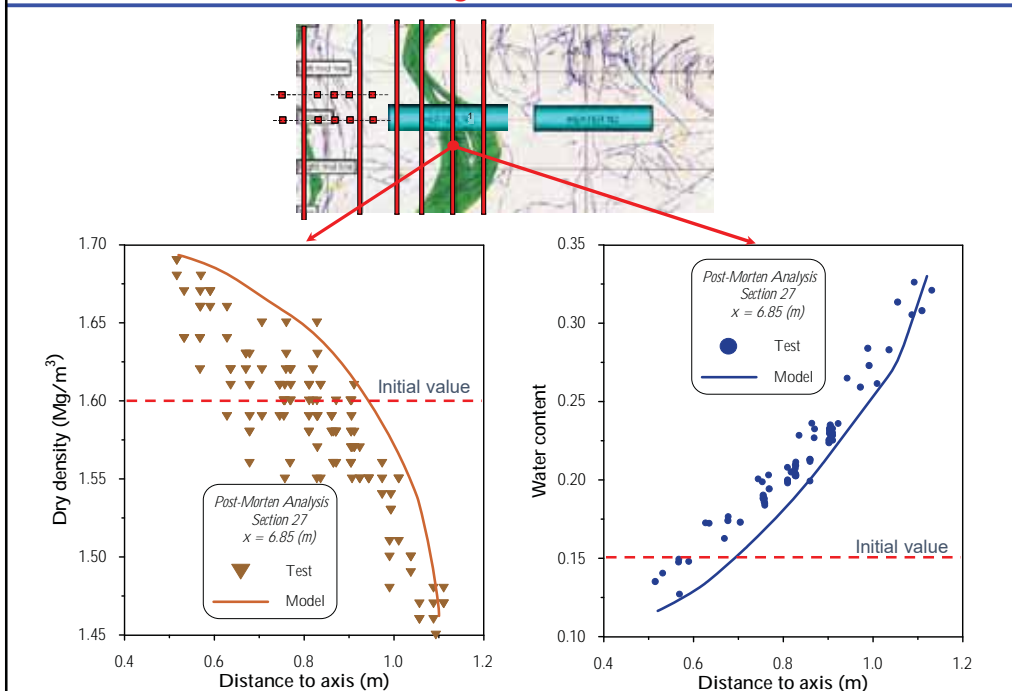 1.70
1.65
1.60
1.55
1.50
1.45
Dry density (Mg/m³)
Initial value
Post-Morten Analysis
Section 27
x = 6.85 (m)
Test
Model
0.4
0.6
0.8
1.0
1.2
Distance to axis (m)
0.35
0.30
0.25
0.20
0.15
0.10
Water content
Post-Morten Analysis
Section 27
x = 6.85 (m)
Test
Model
Initial value
0.4
0.6
0.8
1.0
1.2
Distance to axis (m)